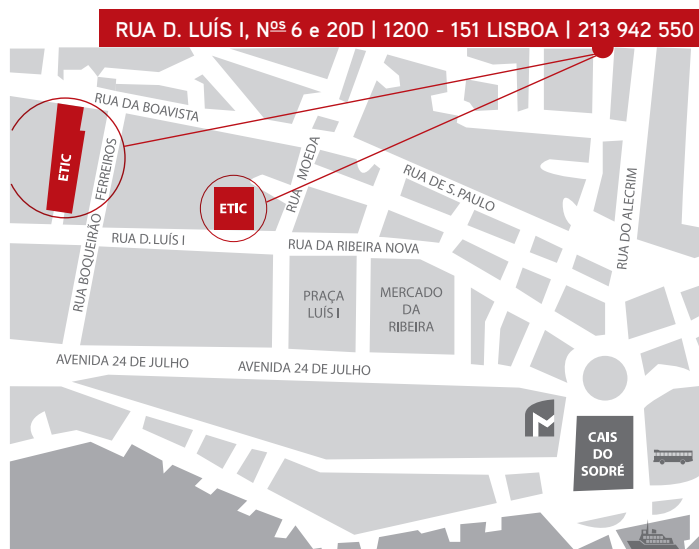 RUA D. LUÍS I, Nºˢ 6 e 20D | 1200 - 151 LISBOA | 213 942 550
RUA DA BOAVISTA
ETIC
RUA BOQUEIRÃO FERREIROS
RUA MOEDA
RUA DE S. PAULO
RUA DO ALECRIM
ETIC
RUA D. LUÍS I
RUA DA RIBEIRA NOVA
PRAÇA
LUÍS I
MERCADO
DA
RIBEIRA
AVENIDA 24 DE JULHO
AVENIDA 24 DE JULHO
M
CAIS
DO
SODRÉ